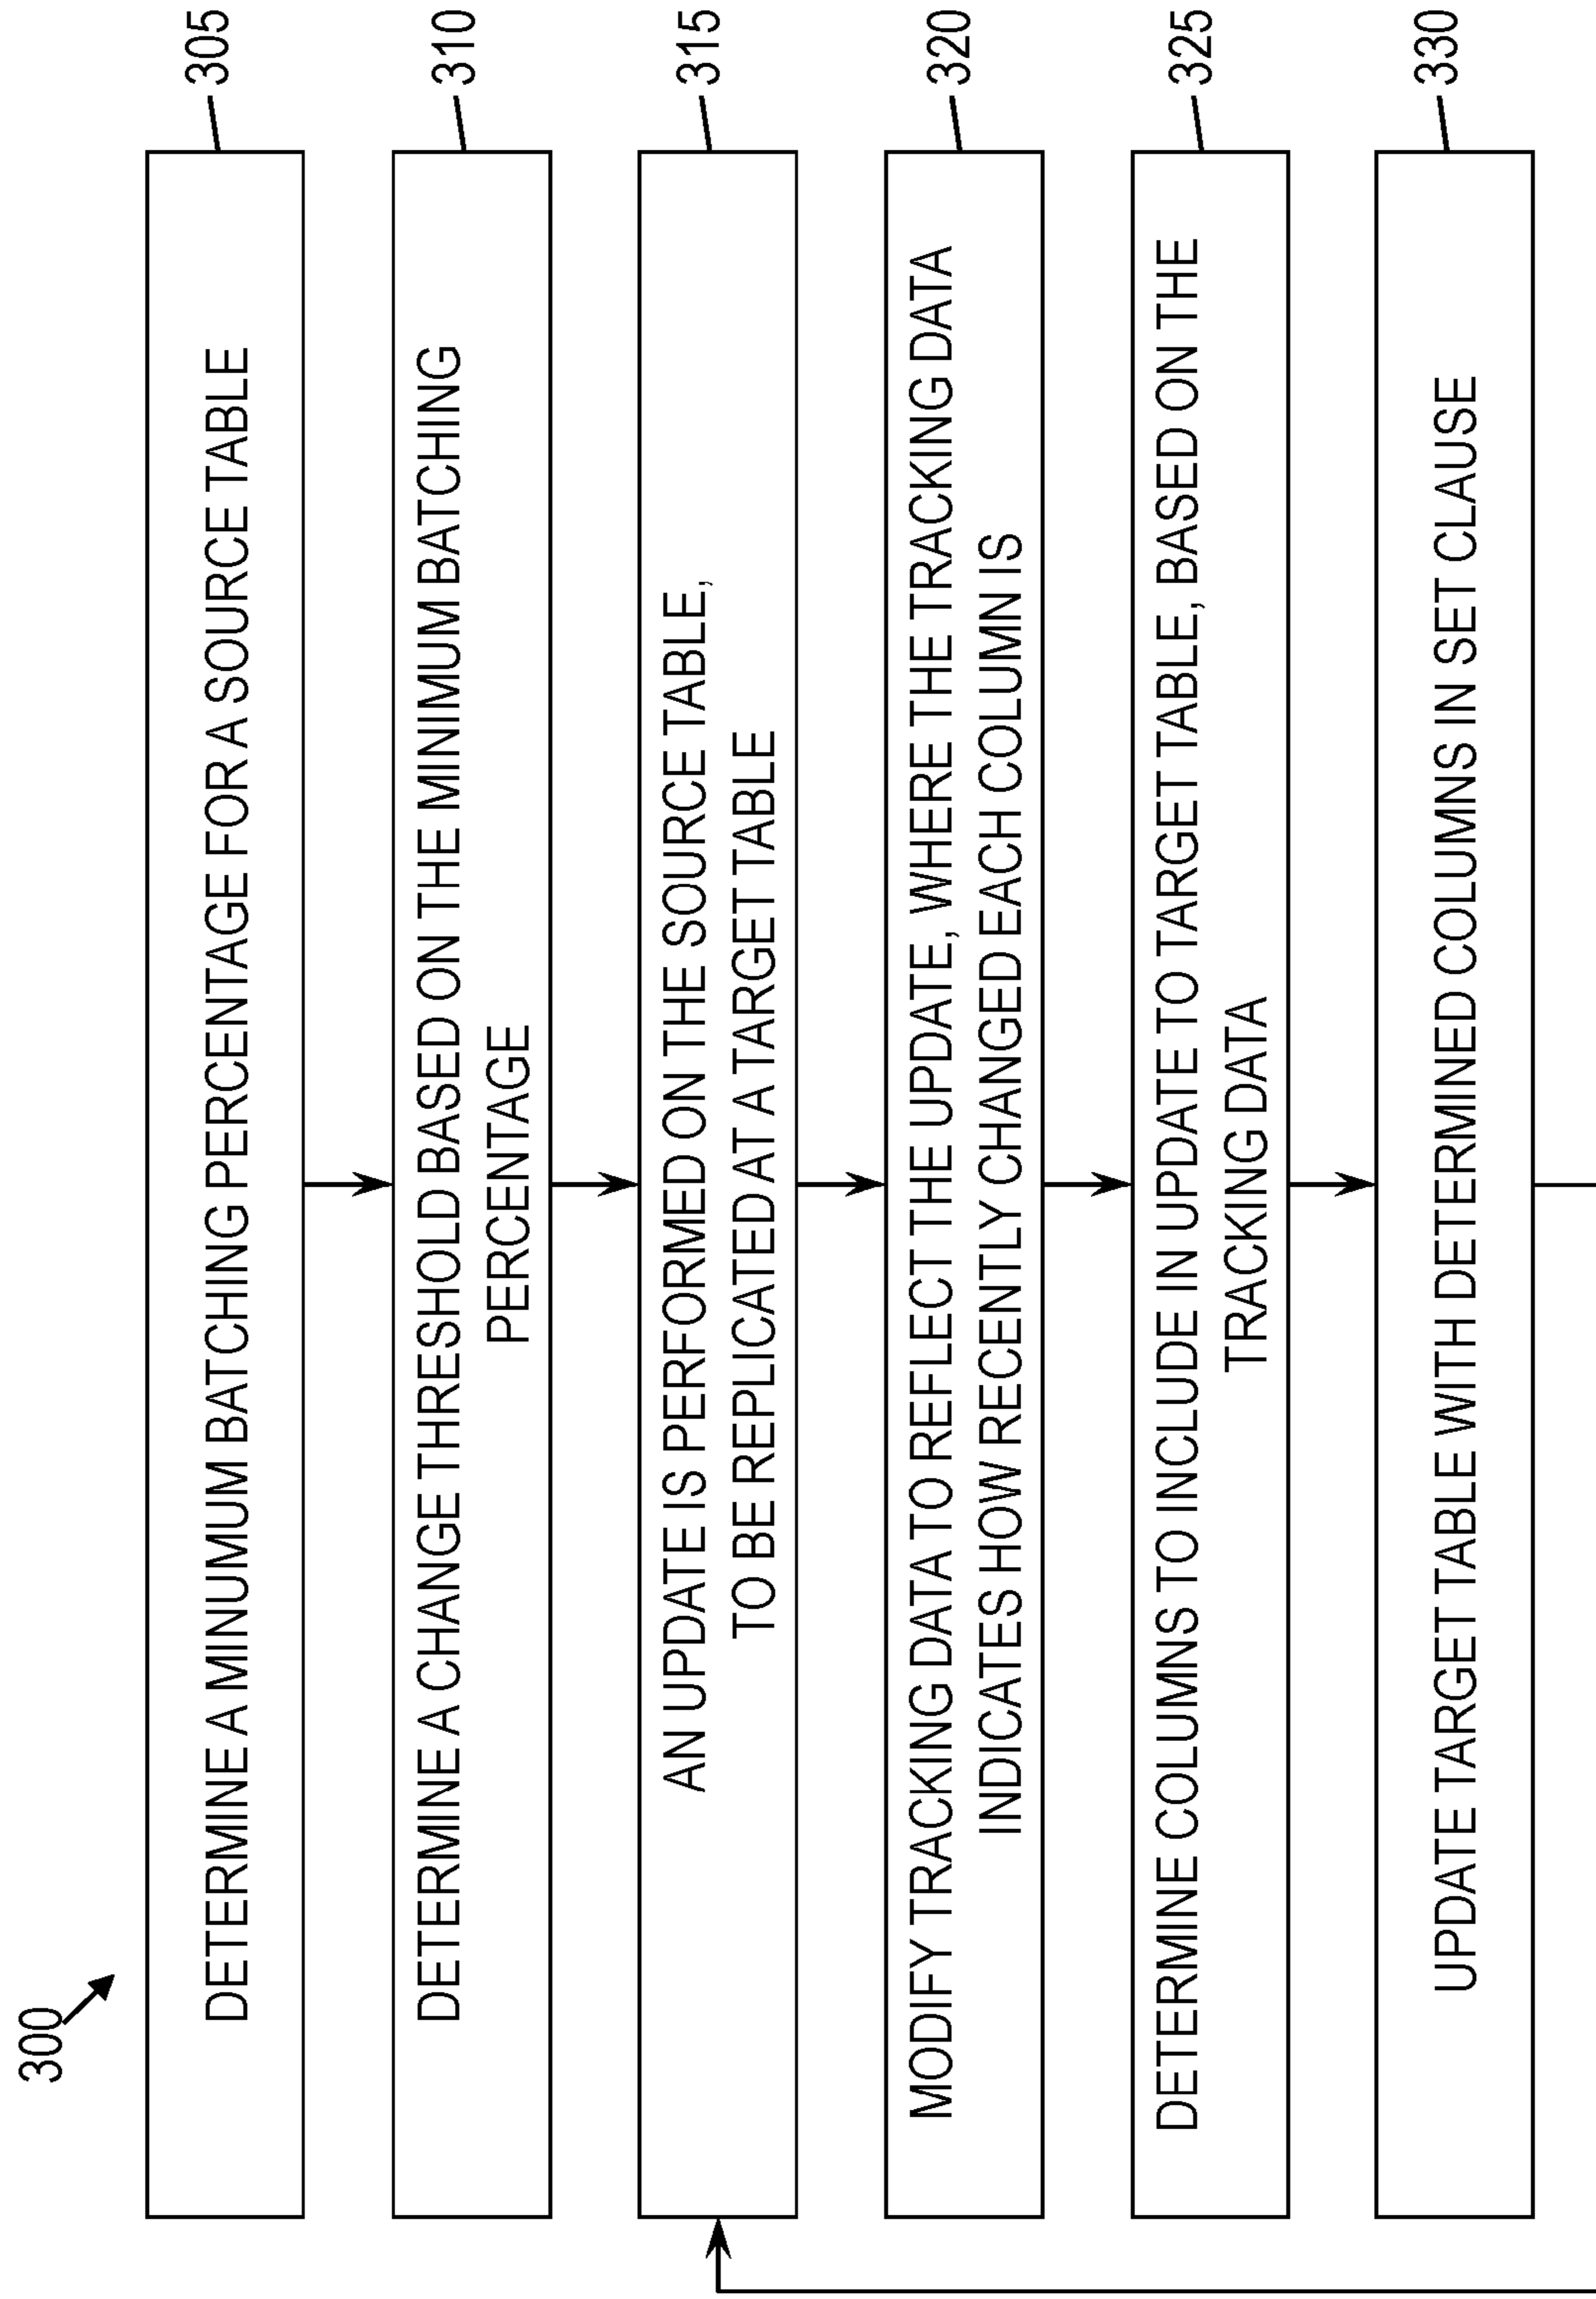 300
DETERMINE A MINUMUM BATCHING PERCENTAGE FOR A SOURCE TABLE
305
DETERMINE A CHANGE THRESHOLD BASED ON THE MINIMUM BATCHING
PERCENTAGE
310
AN UPDATE IS PERFORMED ON THE SOURCE TABLE,
TO BE REPLICATED AT A TARGET TABLE
315
MODIFY TRACKING DATA TO REFLECT THE UPDATE, WHERE THE TRACKING DATA
INDICATES HOW RECENTLY CHANGED EACH COLUMN IS
320
DETERMINE COLUMNS TO INCLUDE IN UPDATE TO TARGET TABLE, BASED ON THE
TRACKING DATA
325
UPDATE TARGET TABLE WITH DETERMINED COLUMNS IN SET CLAUSE
330